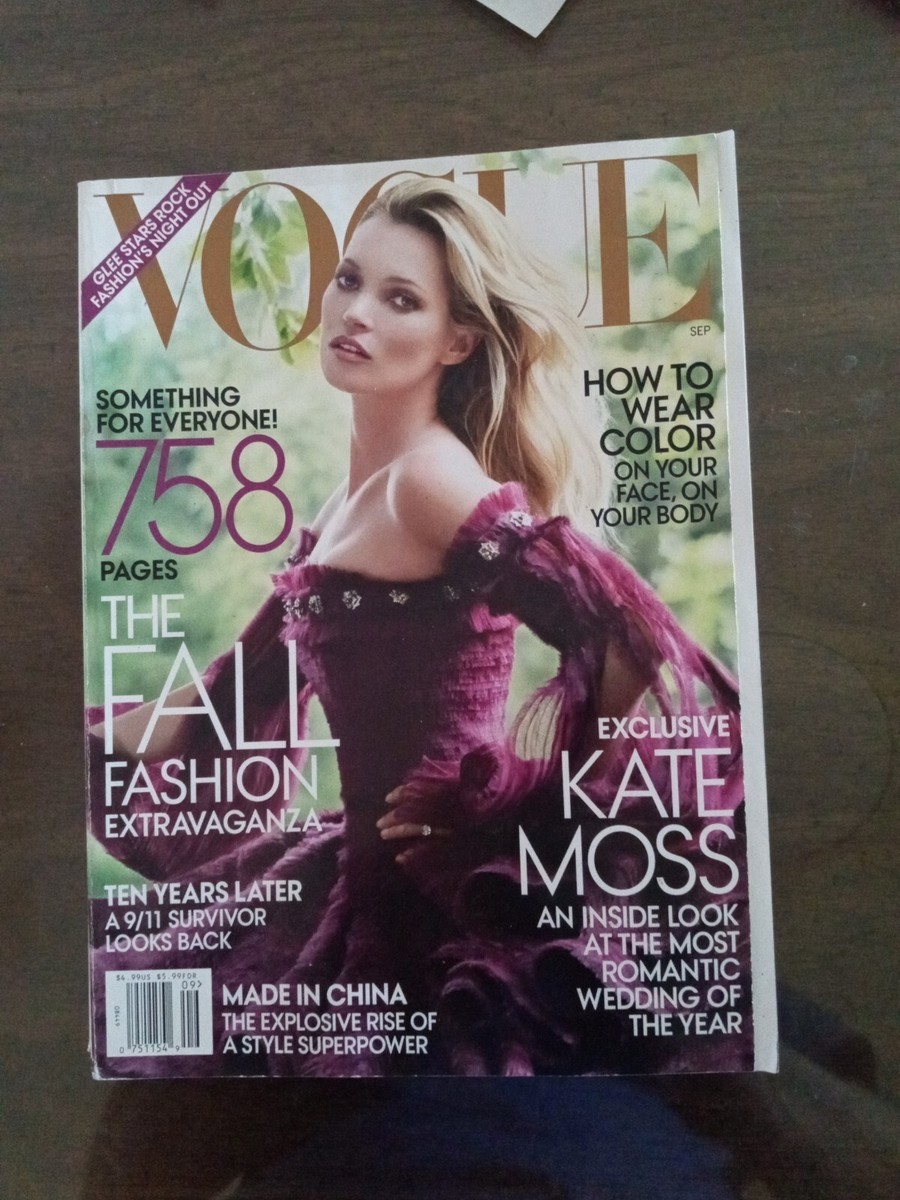 GLEE STARS ROCK
FASHION'S NIGHT OUT
VOGUE
SEP
SOMETHING
FOR EVERYONE!
758
PAGES
THE
FALL
FASHION
EXTRAVAGANZA
TEN YEARS LATER
A 9/11 SURVIVOR
LOOKS BACK
HOW TO
WEAR
COLOR
ON YOUR
FACE, ON
YOUR BODY
EXCLUSIVE
KATE
MOSS
AN INSIDE LOOK
AT THE MOST
ROMANTIC
WEDDING OF
THE YEAR
$4.99US $5.99FOR
09>
0 751154 9
MADE IN CHINA
THE EXPLOSIVE RISE OF
A STYLE SUPERPOWER